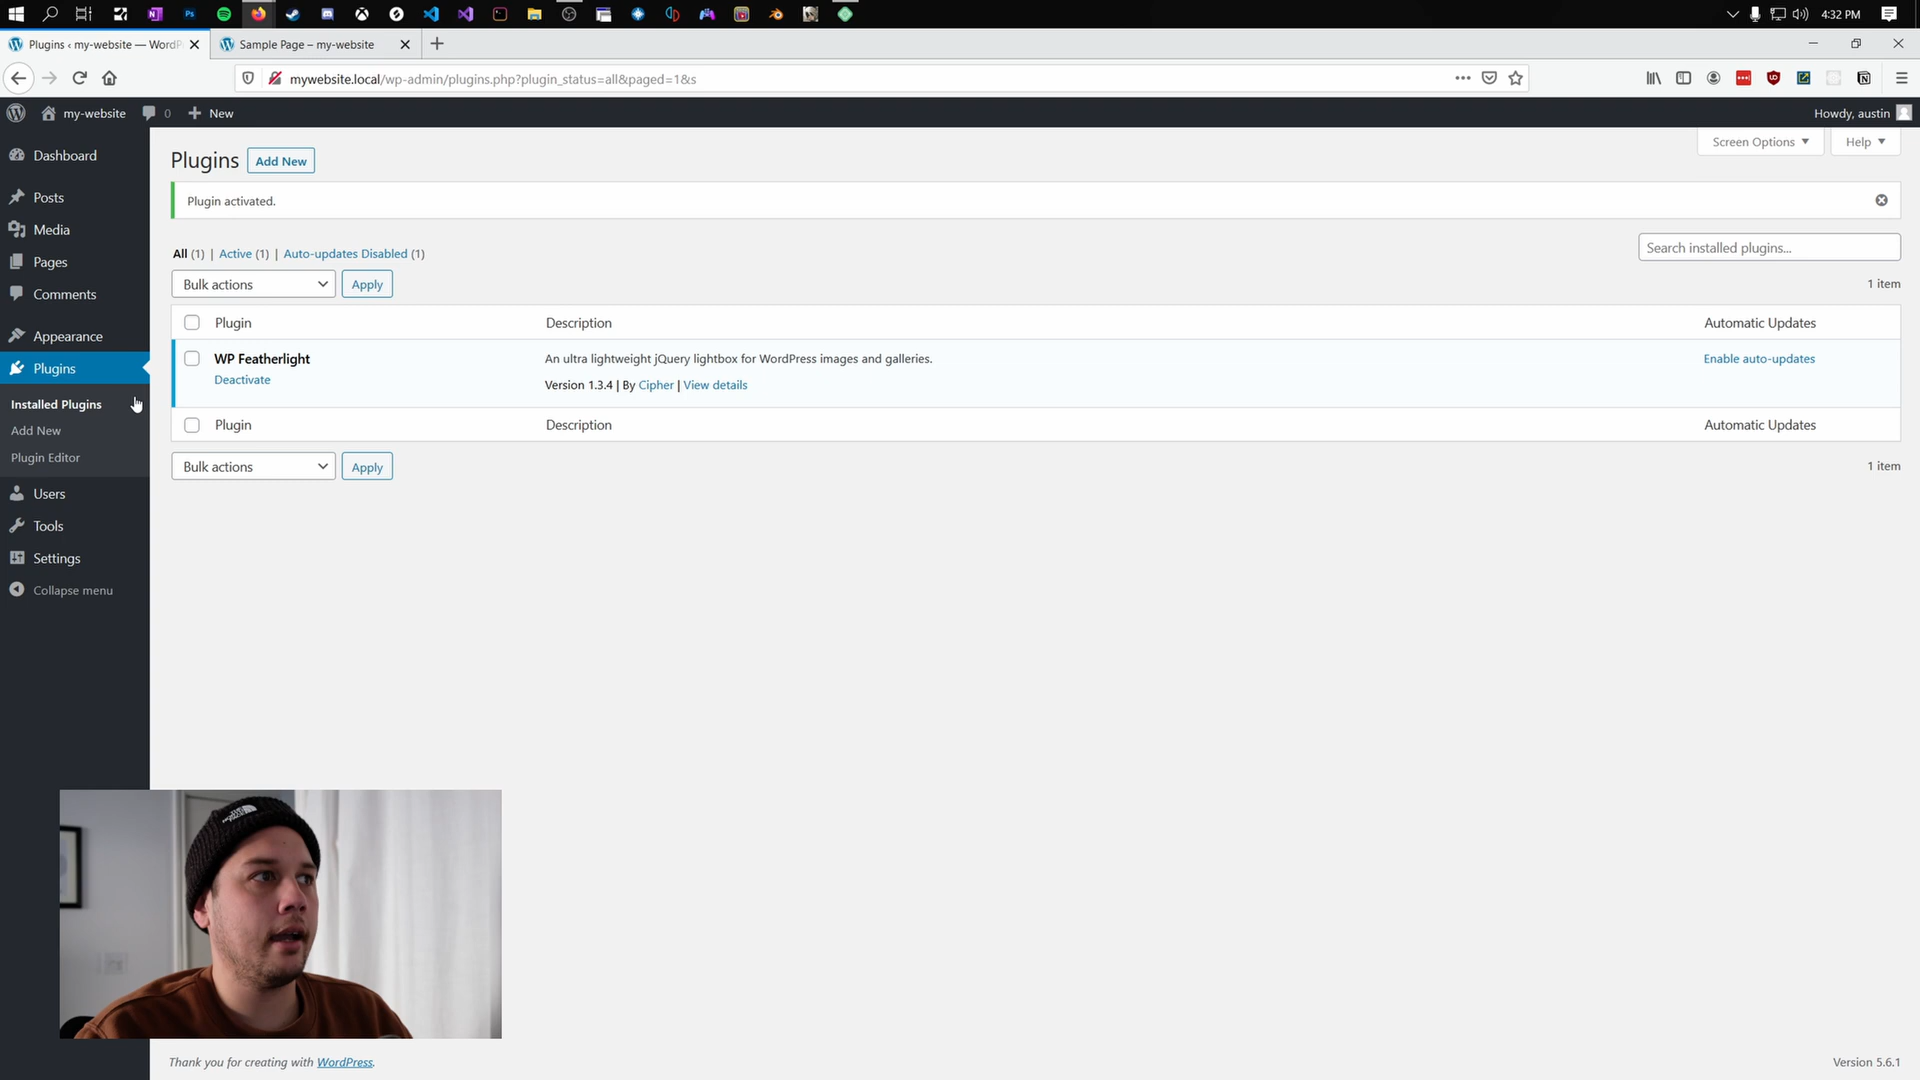 4:32 PM
Plugins ‹ my-website — WordP
Sample Page – my-website
mywebsite.local/wp-admin/plugins.php?plugin_status=all&paged=1&s
my-website
0
New
Howdy, austin
Dashboard
Posts
Media
Pages
Comments
Appearance
Plugins
Installed Plugins
Add New
Plugin Editor
Users
Tools
Settings
Collapse menu
Screen Options
Help
Plugins
Add New
Plugin activated.
All (1) | Active (1) | Auto-updates Disabled (1)
Search installed plugins...
Bulk actions
Apply
1 item
Plugin
Description
Automatic Updates
WP Featherlight
An ultra lightweight jQuery lightbox for WordPress images and galleries.
Enable auto-updates
Deactivate
Version 1.3.4 | By Cipher | View details
Plugin
Description
Automatic Updates
Bulk actions
Apply
1 item
Thank you for creating with WordPress.
Version 5.6.1